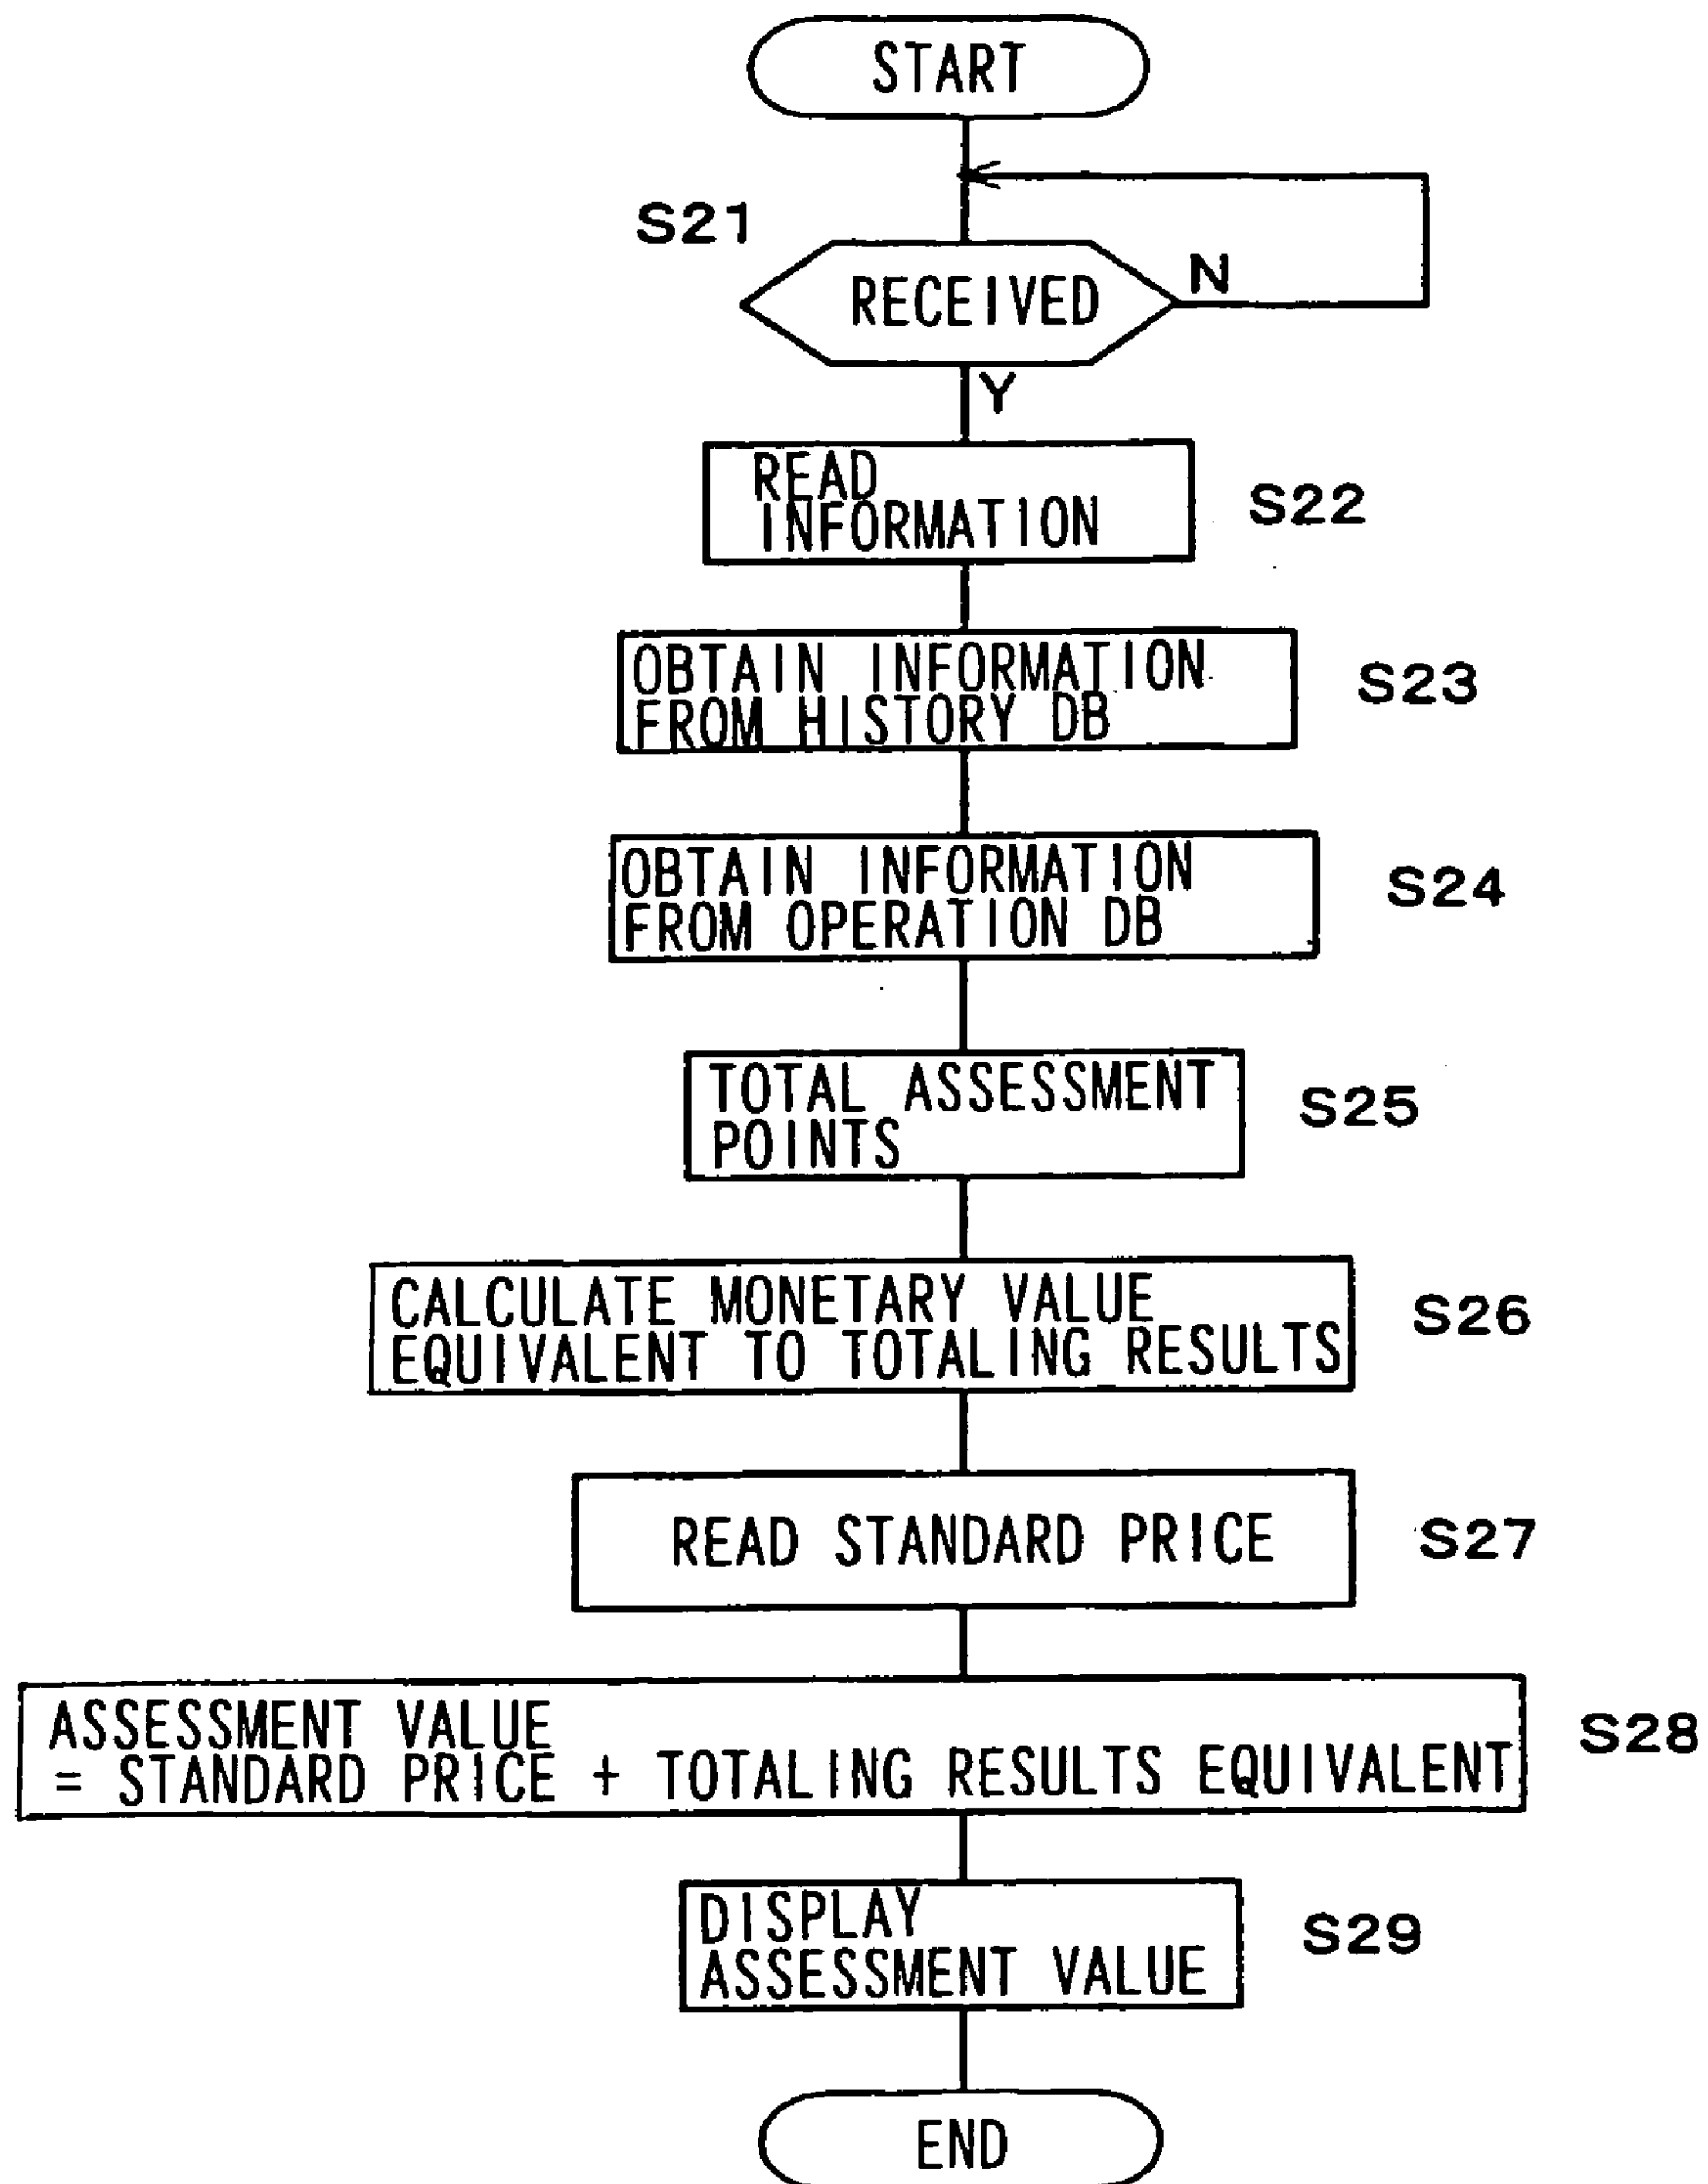 START
S21
RECEIVED
N
Y
READ
INFORMATION
S22
OBTAIN INFORMATION
FROM HISTORY DB
S23
OBTAIN INFORMATION
FROM OPERATION DB
S24
TOTAL ASSESSMENT
POINTS
S25
CALCULATE MONETARY VALUE
EQUIVALENT TO TOTALING RESULTS
S26
READ STANDARD PRICE
S27
ASSESSMENT VALUE
= STANDARD PRICE + TOTALING RESULTS EQUIVALENT
S28
DISPLAY
ASSESSMENT VALUE
S29
END